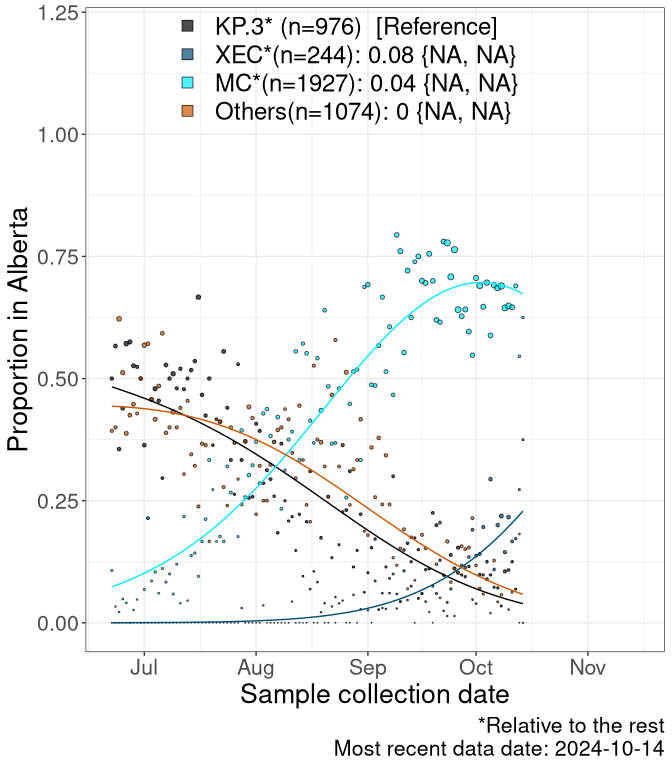 1.25
KP.3* (n=976)  [Reference]
XEC*(n=244): 0.08 {NA, NA}
MC*(n=1927): 0.04 {NA, NA}
Others(n=1074): 0 {NA, NA}
1.00
0.75
0.50
0.25
0.00
Proportion in Alberta
Jul Aug Sep Oct Nov
Sample collection date
*Relative to the rest
Most recent data date: 2024-10-14